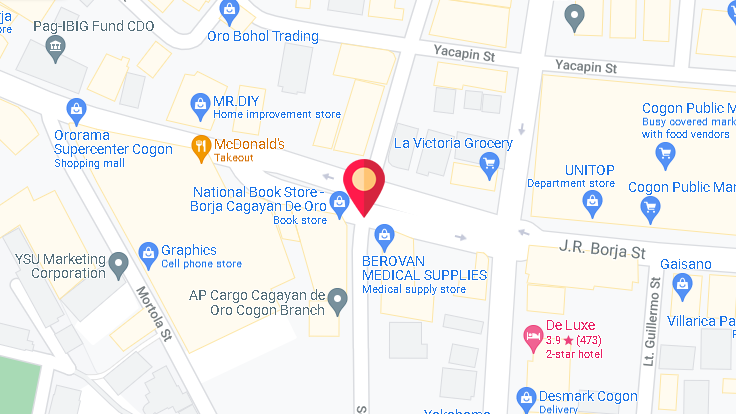 Pag-IBIG Fund CDO
Oro Bohol Trading
Yacapin St
Yacapin St
MR.DIY
Home improvement store
Ororama
Supercenter Cogon
Shopping mall
McDonald's
Takeout
La Victoria Grocery
Cogon Public Mar
Busy covered mark
with food vendors
UNITOP
Department store
Cogon Public Mar
National Book Store -
Borja Cagayan De Oro
Book store
J.R. Borja St
Graphics
Cell phone store
YSU Marketing
Corporation
BEROVAN
MEDICAL SUPPLIES
Medical supply store
Gaisano
AP Cargo Cagayan de
Oro Cogon Branch
Mortola St
Lt. Guillermo St
Villarica Pa
De Luxe
3.9 ★ (473)
2-star hotel
Desmark Cogon
Delivery